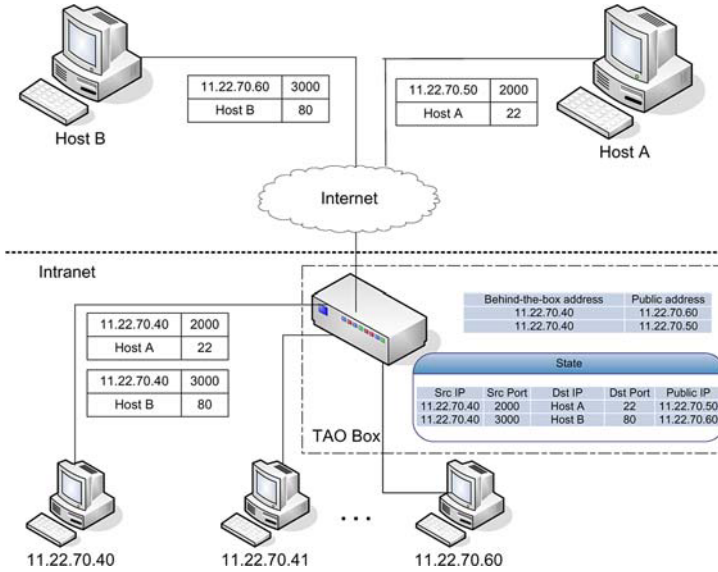 11.22.70.60 3000
Host B 80
11.22.70.50 2000
Host A 22
Host B
Host A
Internet
Intranet
Behind-the-box address Public address
11.22.70.40 11.22.70.60
11.22.70.40 11.22.70.50
11.22.70.40 2000
Host A 22
11.22.70.40 3000
Host B 80
State
Src IP Src Port Dst IP Dst Port Public IP
11.22.70.40 2000 Host A 22 11.22.70.50
11.22.70.40 3000 Host B 80 11.22.70.60
TAO Box
. . .
11.22.70.40 11.22.70.41 11.22.70.60